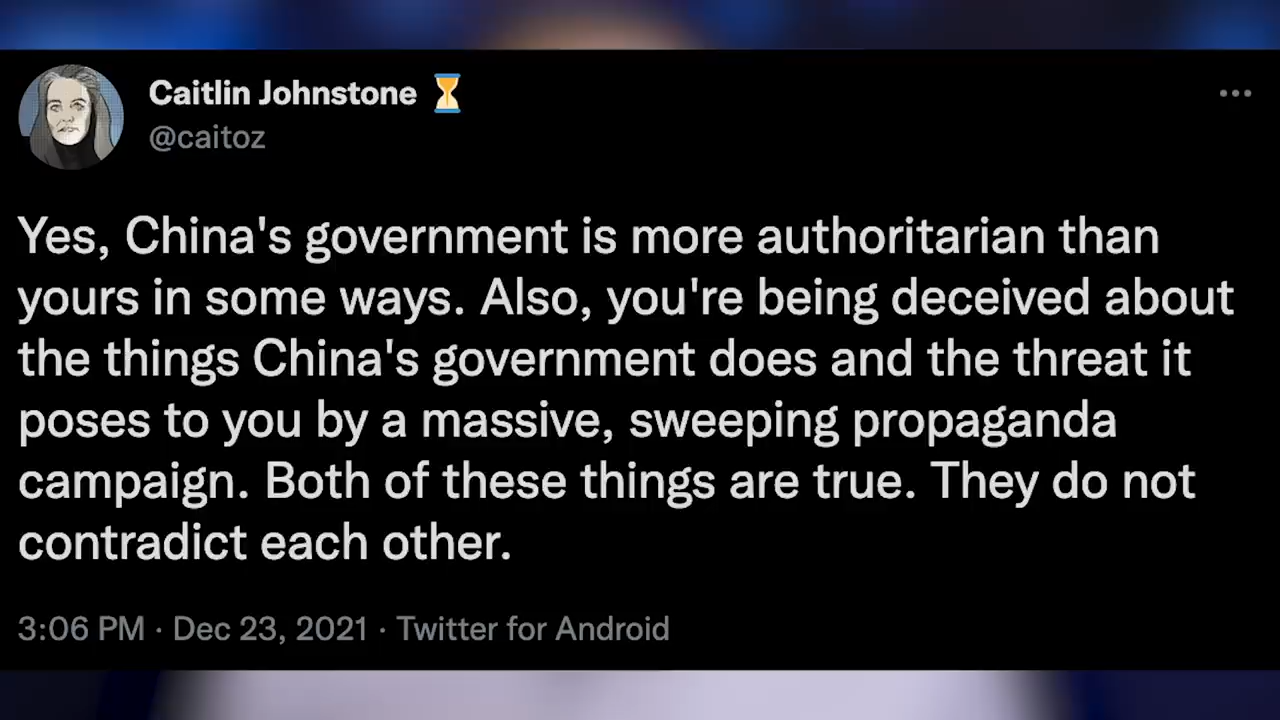 Caitlin Johnstone ⏳
@caitoz
Yes, China's government is more authoritarian than
yours in some ways. Also, you're being deceived about
the things China's government does and the threat it
poses to you by a massive, sweeping propaganda
campaign. Both of these things are true. They do not
contradict each other.
3:06 PM · Dec 23, 2021 · Twitter for Android